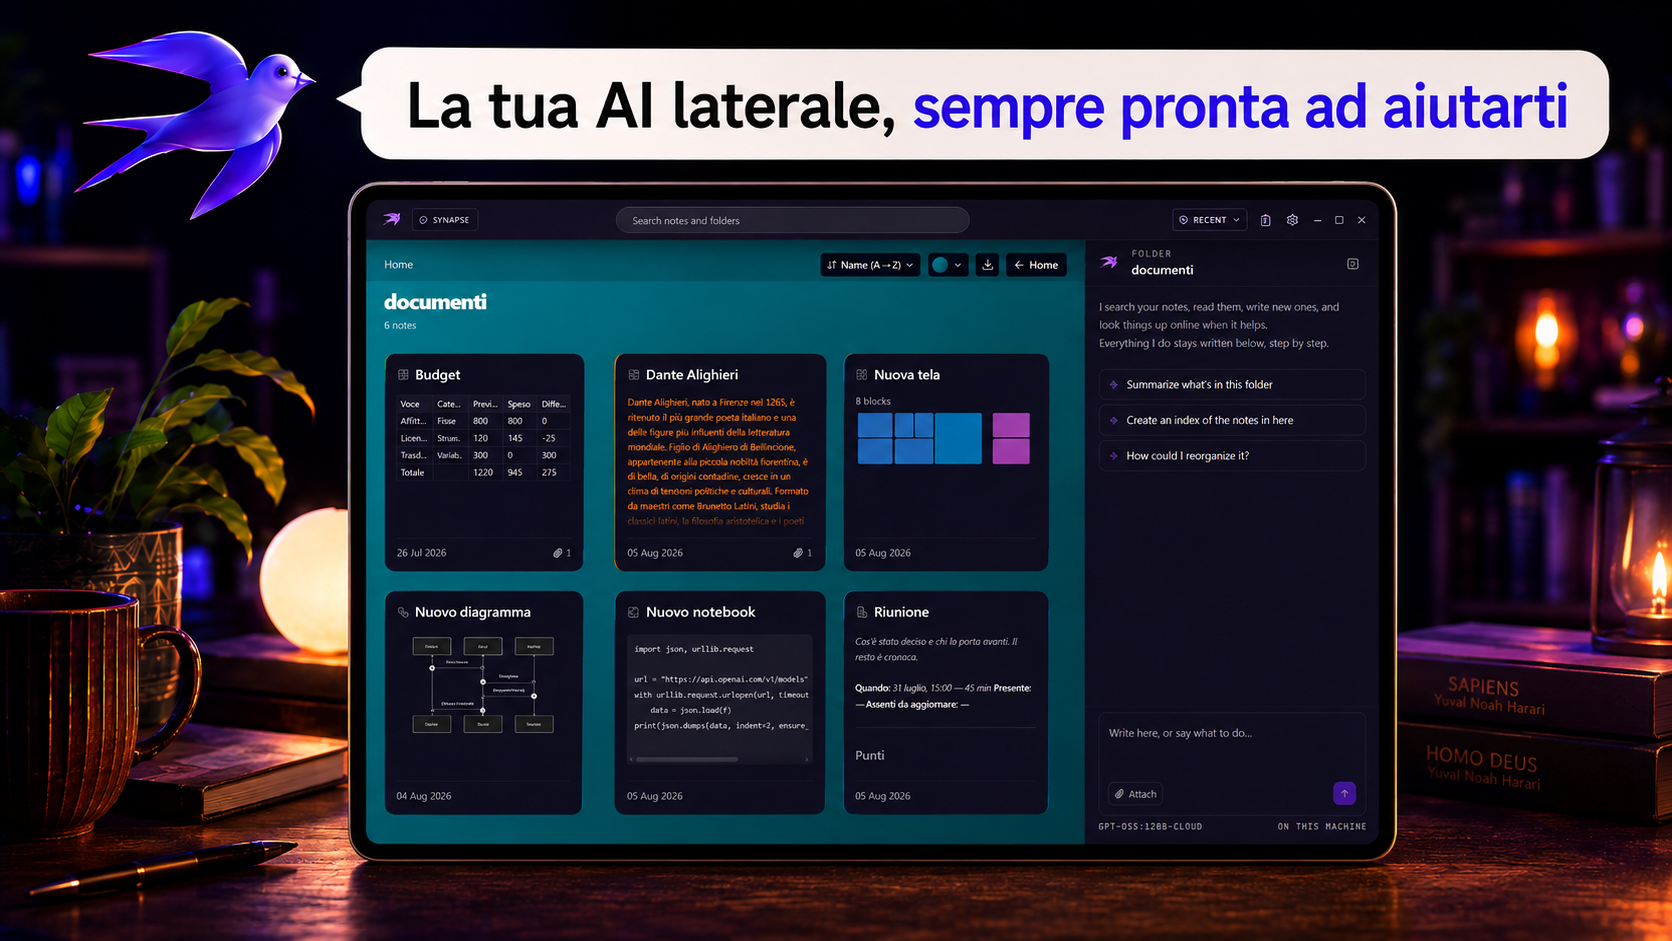 La tua AI laterale, sempre pronta ad aiutarti
SYNAPSE
Search notes and folders
RECENT
Home
Name (A→Z)
Home
FOLDER
documenti
documenti
6 notes
I search your notes, read them, write new ones, and
look things up online when it helps.
Everything I do stays written below, step by step.
Summarize what's in this folder
Create an index of the notes in here
How could I reorganize it?
Budget
Voce Cate... Previ... Speso Diffe...
Affitt... Fisse 800 800 0
Licen... Strum. 120 145 -25
Trasd... Variab. 300 0 300
Totale 1220 945 275
26 Jul 2026
1
Dante Alighieri
Dante Alighieri, nato a Firenze nel 1265, è
ritenuto il più grande poeta italiano e una
delle figure più influenti della letteratura
mondiale. Figlio di Alighiero di Bellincione,
appartenente alla piccola nobiltà fiorentina, è
di bella, di origini contadine, cresce in un
clima di tensoni politiche e culturali. Formato
da maestri come Brunetto Latini, studia i
classici latini, la filosofia aristotelica e i poeti
05 Aug 2026
1
Nuova tela
8 blocks
05 Aug 2026
Nuovo diagramma
04 Aug 2026
Nuovo notebook
import json, urllib.request
url = "https://api.openai.com/v1/models"
with urllib.request.urlopen(url, timeout
data = json.load(f)
print(json.dumps(data, indent=2, ensure_
05 Aug 2026
Riunione
Cos'è stato deciso e chi lo porta avanti. Il
resto è cronaca.
Quando: 31 luglio, 15:00 — 45 min Presente:
— Assenti da aggiornare: —
Punti
05 Aug 2026
Write here, or say what to do...
Attach
GPT-OSS:120B-CLOUD
ON THIS MACHINE
SAPIENS
Yuval Noah Harari
HOMO DEUS
Yuval Noah Harari